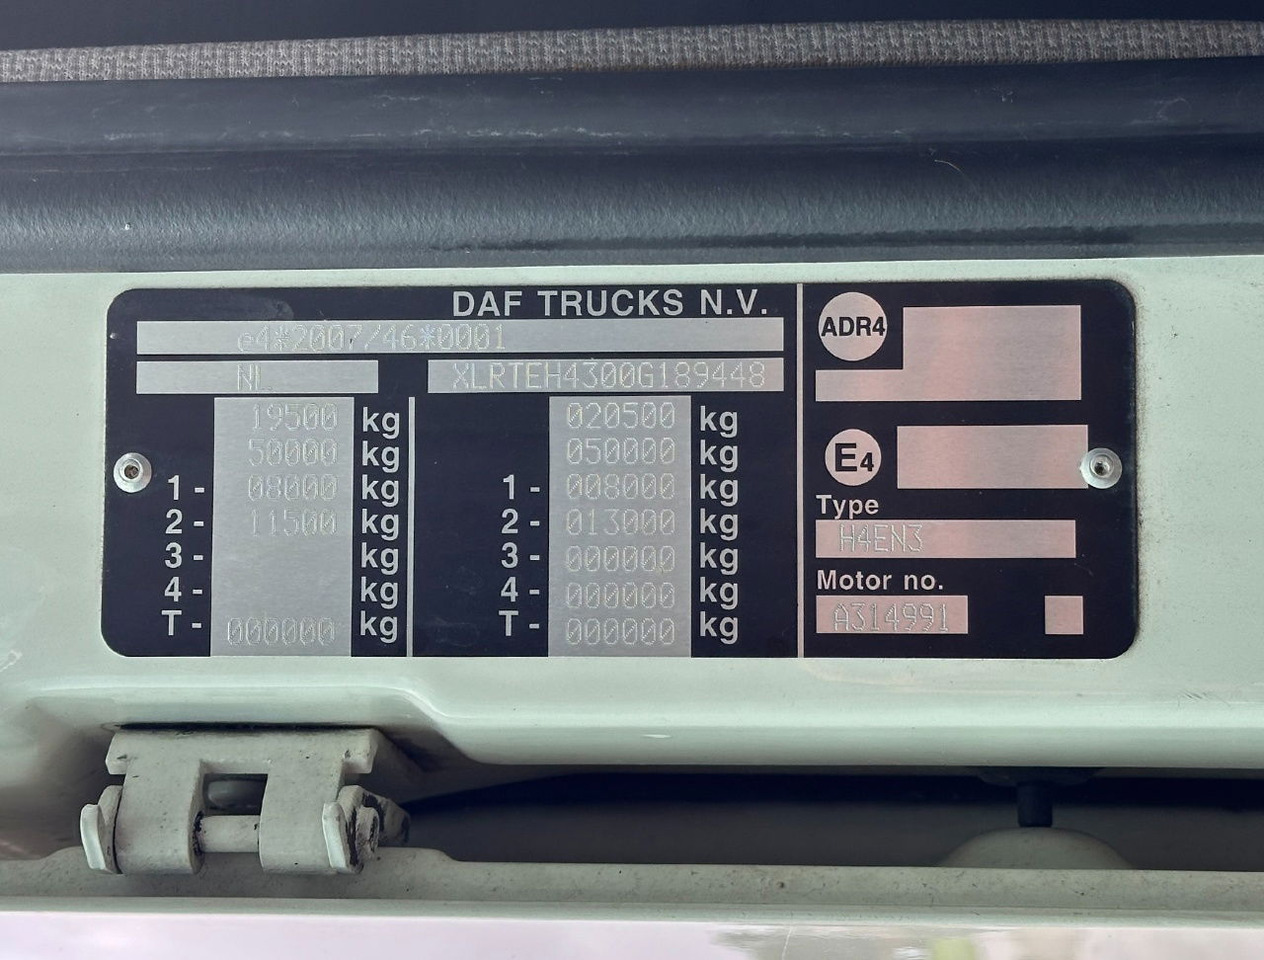 DAF TRUCKS N.V.
e4*2007/46*0001
NL XLRTEH4300G189448
19500 kg 020500 kg
50000 kg 050000 kg
1- 08000 kg 1- 008000 kg
2- 11500 kg 2- 013000 kg
3- kg 3- 000000 kg
4- kg 4- 000000 kg
T- 000000 kg T- 000000 kg
ADR4
E4
Type
H4EN3
Motor no.
A314991